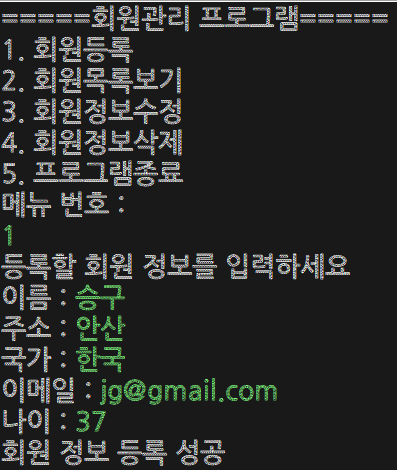 =====회원관리 프로그램=====
1. 회원등록
2. 회원목록보기
3. 회원정보수정
4. 회원정보삭제
5. 프로그램종료
메뉴 번호 :
1
등록할 회원 정보를 입력하세요
이름 : 승구
주소 : 안산
국가 : 한국
이메일 : jg@gmail.com
나이 : 37
회원 정보 등록 성공